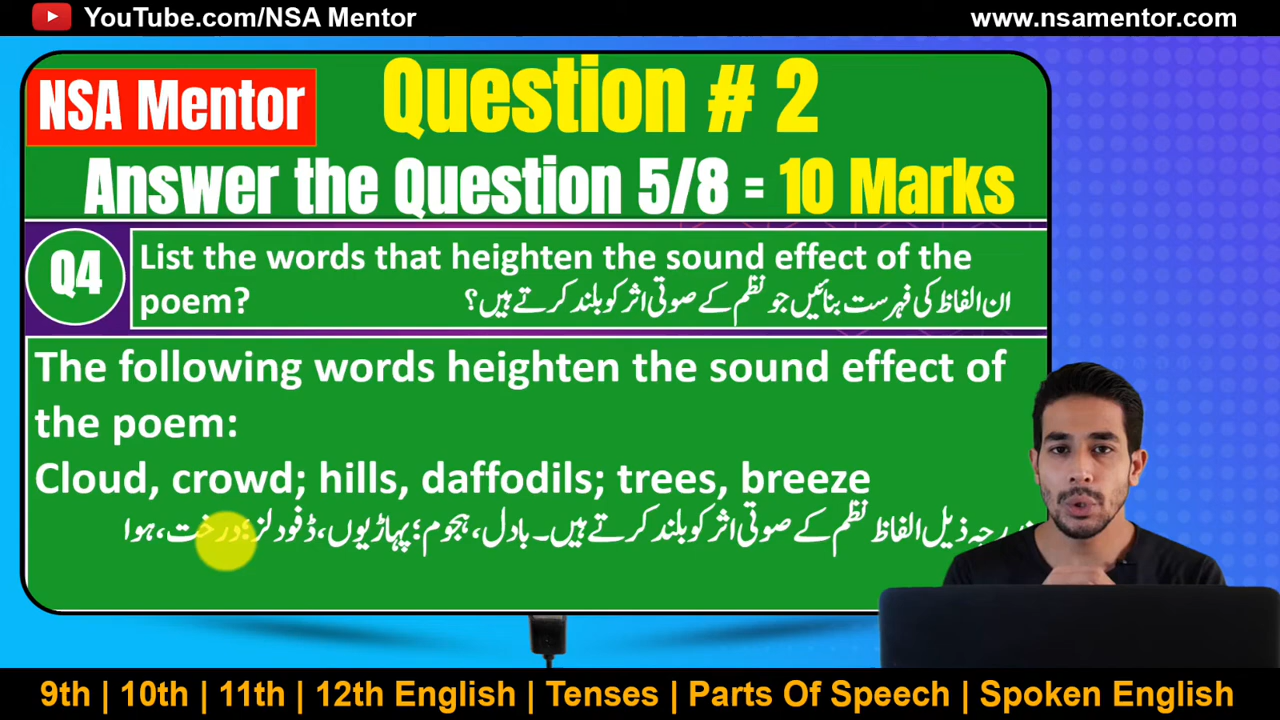 YouTube.com/NSA Mentor
www.nsamentor.com
NSA Mentor
Question # 2
Answer the Question 5/8 = 10 Marks
Q4
List the words that heighten the sound effect of the
poem?
ان الفاظ کی فہرست بنائیں جو نظم کے صوتی اثر کو بلند کرتے ہیں؟
The following words heighten the sound effect of
the poem:
Cloud, crowd; hills, daffodils; trees, breeze
ذیل الفاظ نظم کے صوتی اثر کو بلند کرتے ہیں۔ بادل، ہجوم؛ پہاڑیوں، ڈفوڈلز؛ درخت، ہوا
9th | 10th | 11th | 12th English | Tenses | Parts Of Speech | Spoken English